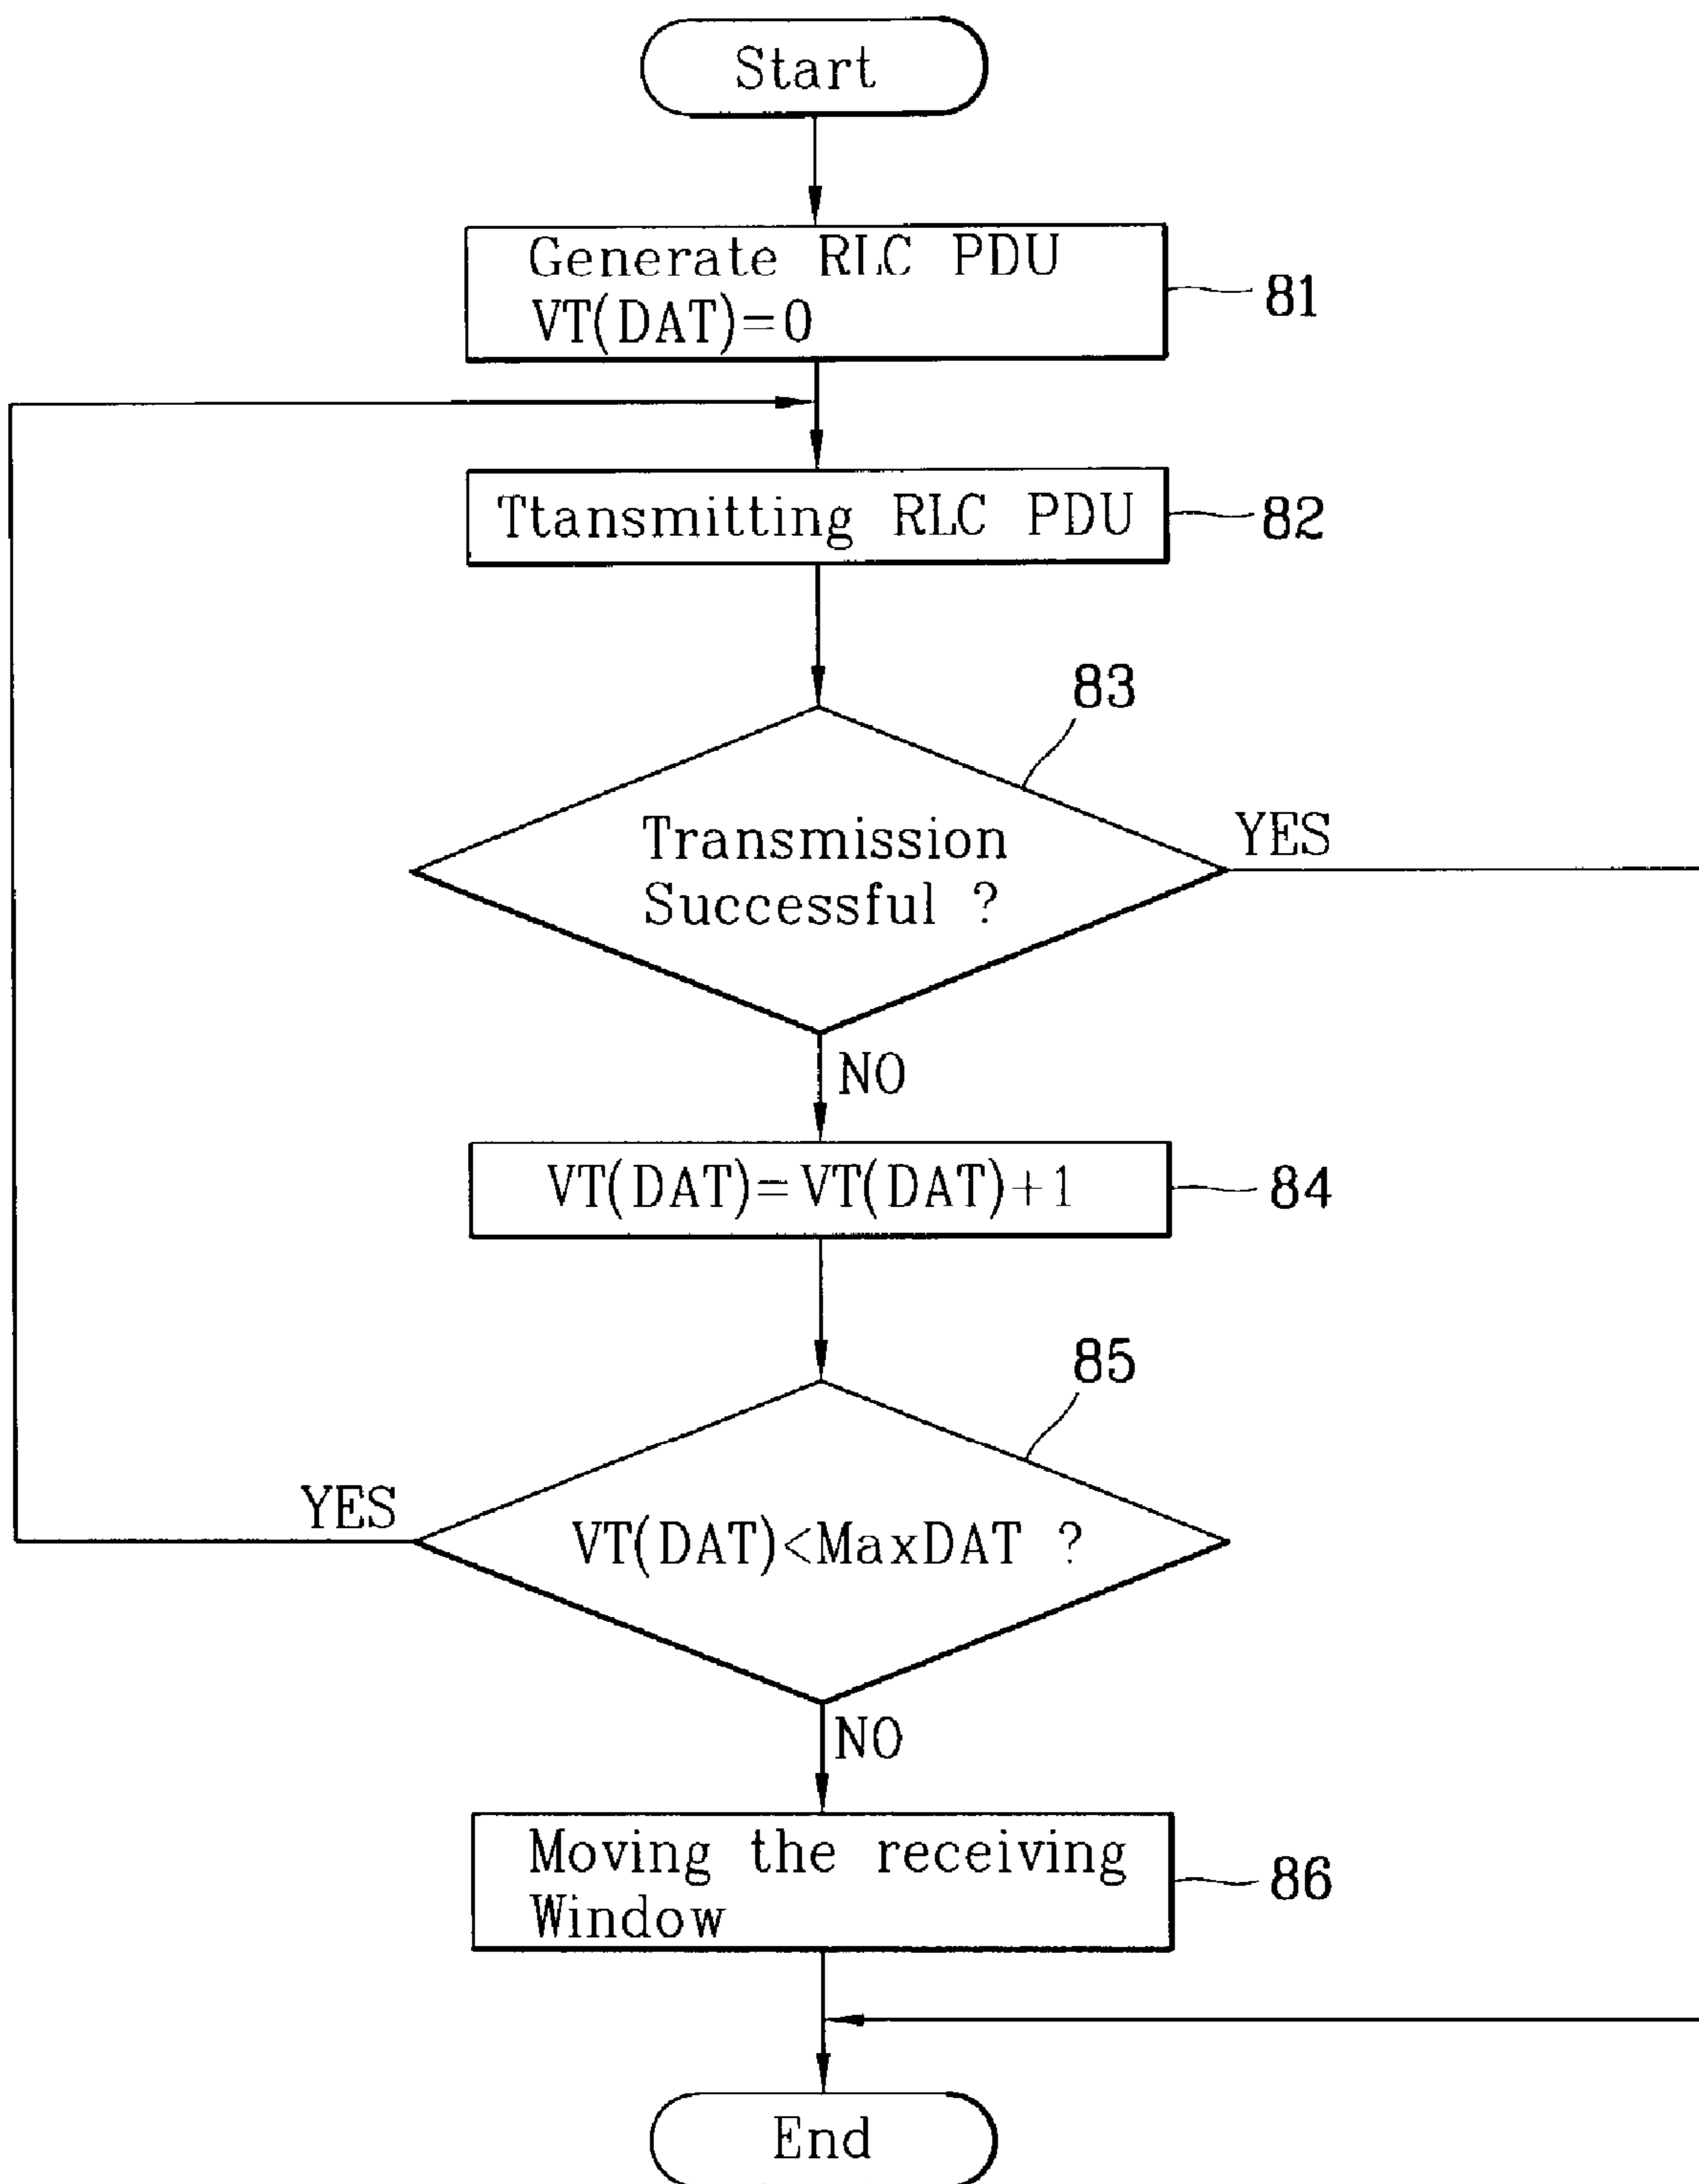 Start
Generate RLC PDU
VT(DAT)=0
81
Ttansmitting RLC PDU
82
83
Transmission
Successful ?
YES
NO
VT(DAT)=VT(DAT)+1
84
85
YES
VT(DAT)<MaxDAT ?
NO
Moving the receiving
Window
86
End